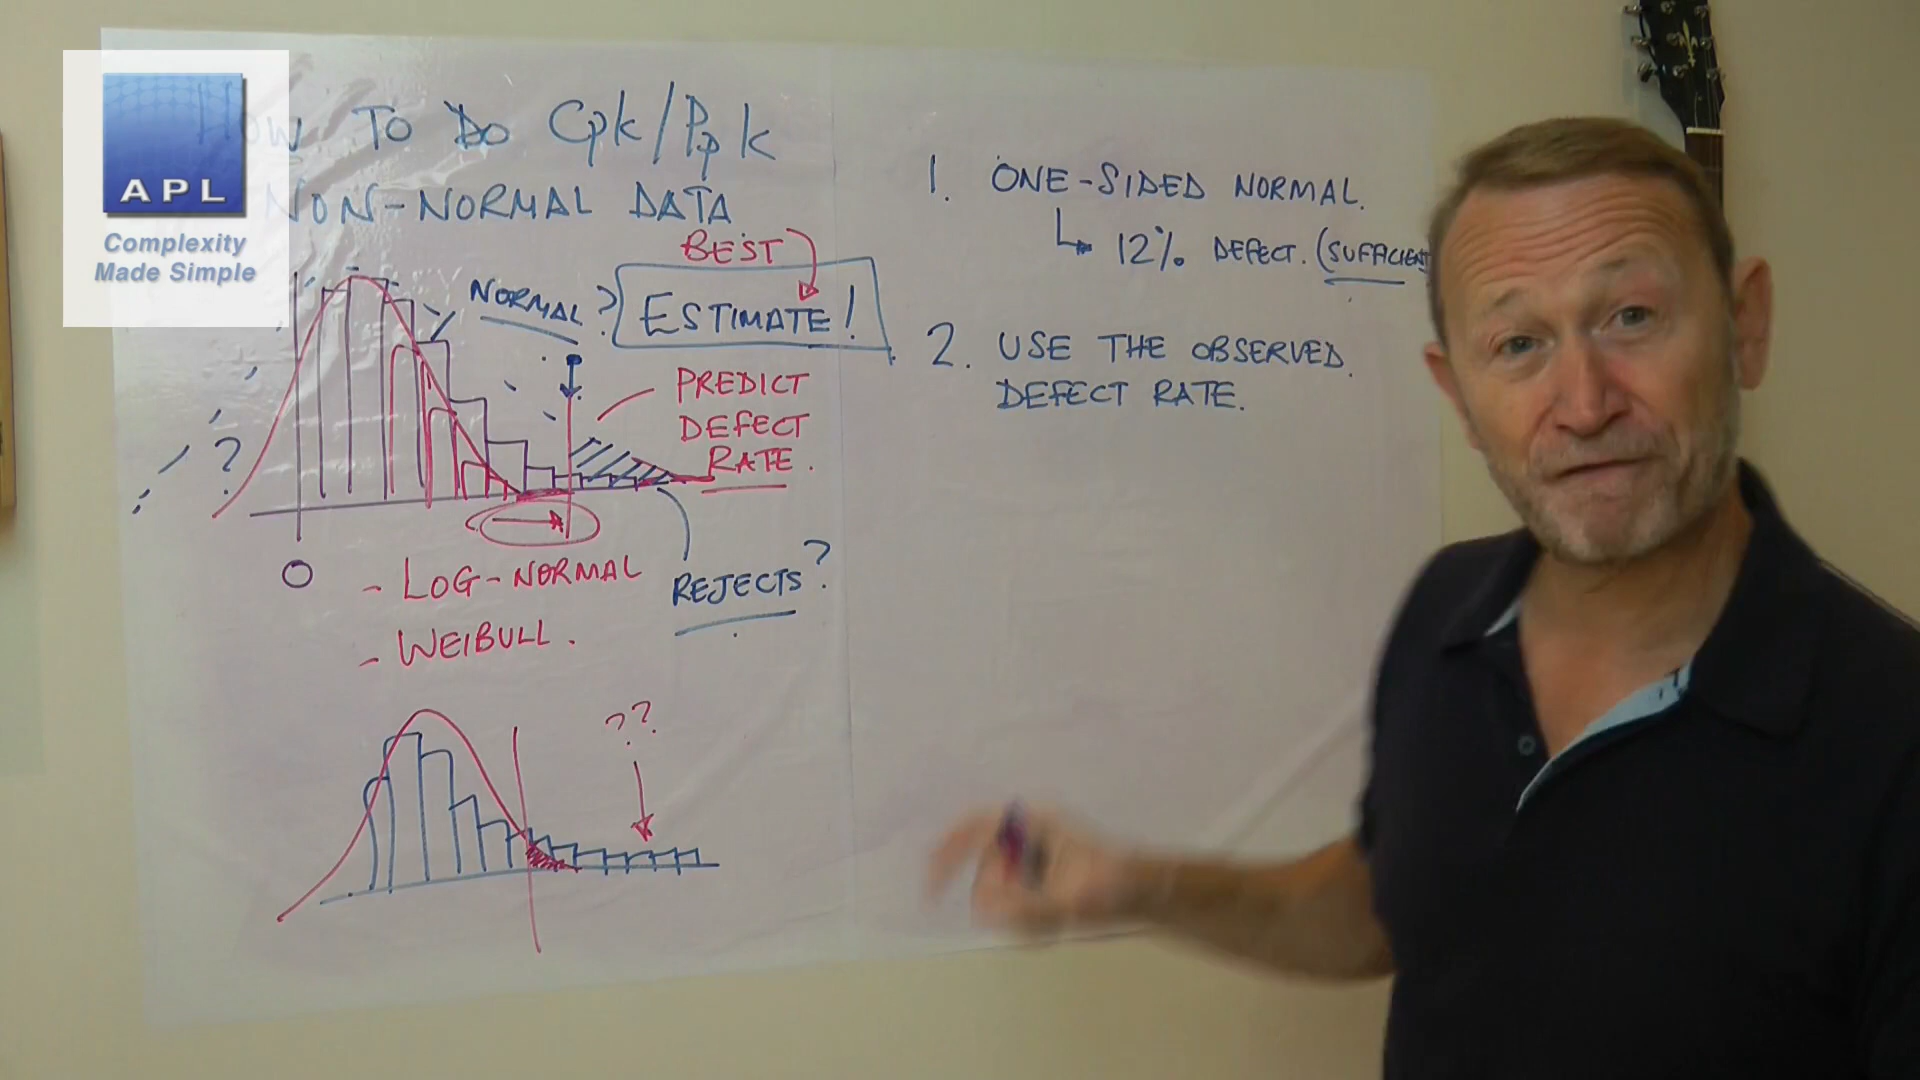 APL
Complexity
Made Simple
HOW TO DO Cpk/Ppk
NON-NORMAL DATA
BEST
NORMAL? ESTIMATE!
PREDICT
DEFECT
RATE.
?
O
- LOG-NORMAL
- WEIBULL.
REJECTS?
??
1. ONE-SIDED NORMAL.
12% DEFECT. (SUFFICIENT
2. USE THE OBSERVED
DEFECT RATE.